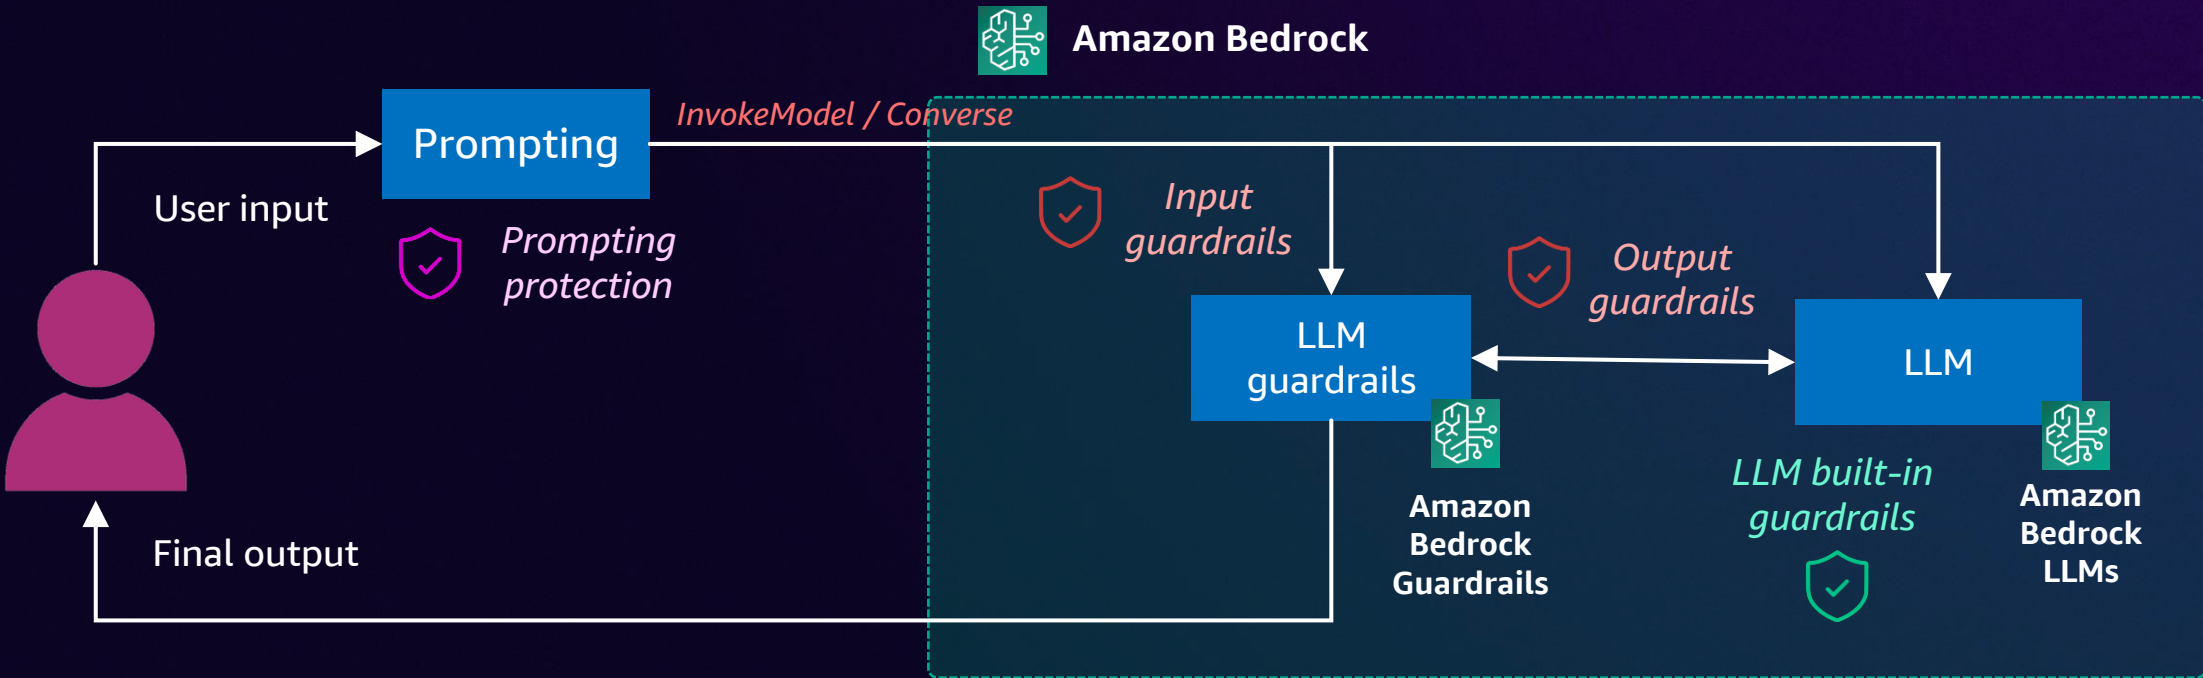 Amazon Bedrock
InvokeModel / Converse
Prompting
User input
Prompting
protection
Input
guardrails
Output
guardrails
LLM
guardrails
LLM
Amazon
Bedrock
Guardrails
LLM built-in
guardrails
Amazon
Bedrock
LLMs
Final output